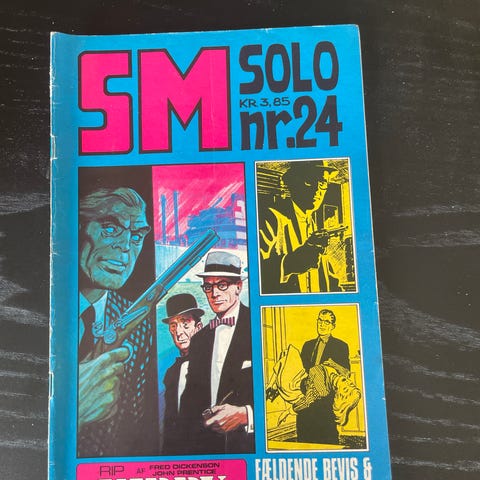 SM
SOLO
KR. 3,85
nr. 24
RIP
AF
FRED DICKENSON
JOHN PRENTICE
FÆLDENDE BEVIS &